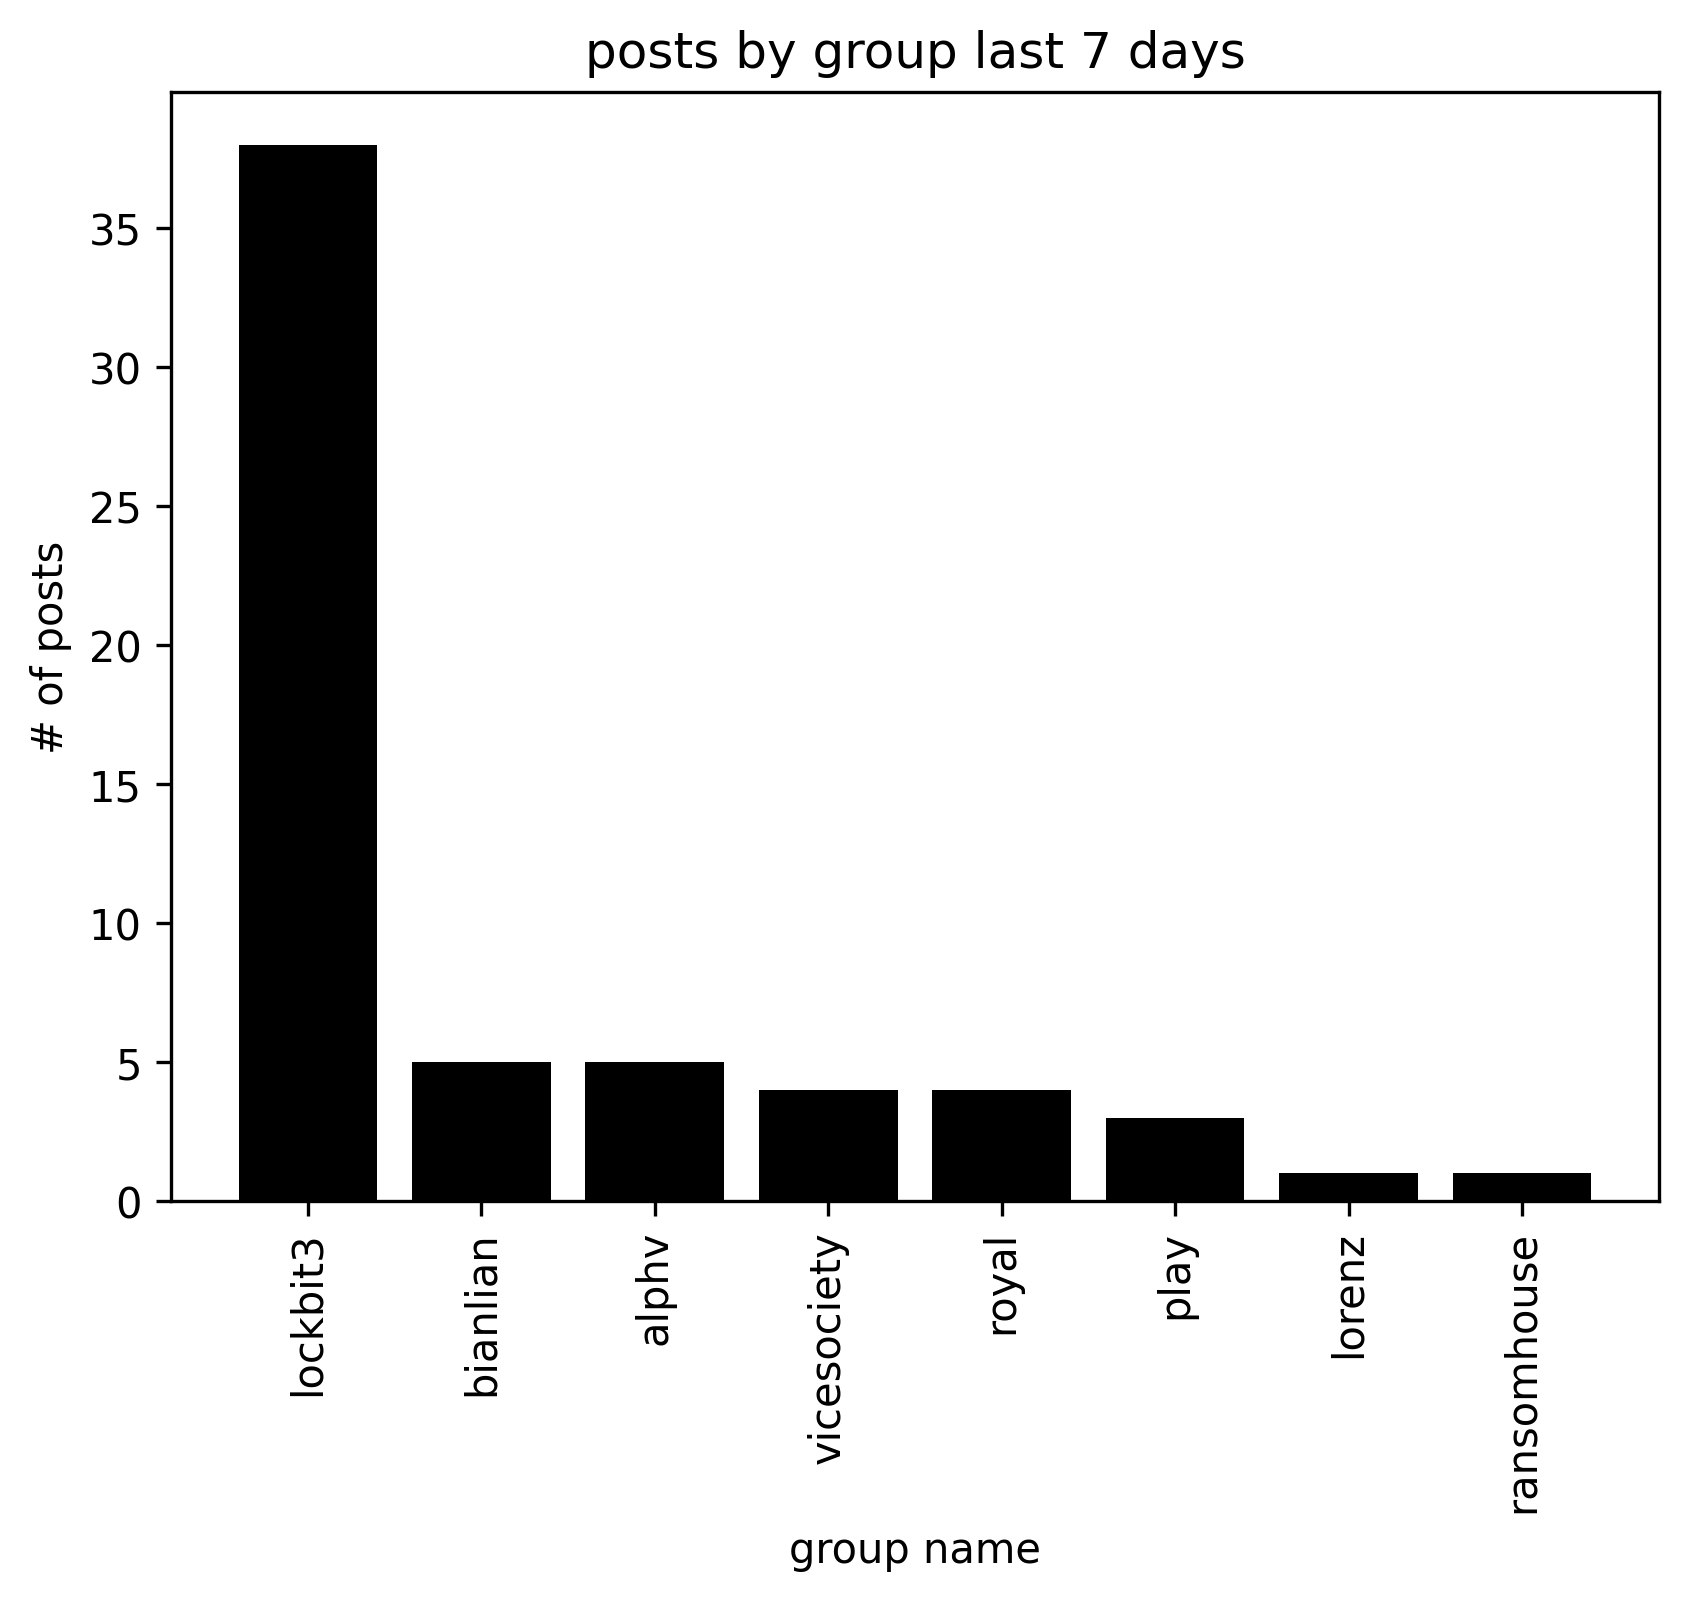 posts by group last 7 days
# of posts
35
30
25
20
15
10
5
0
lockbit3
bianlian
alphv
vicesociety
royal
play
lorenz
ransomhouse
group name